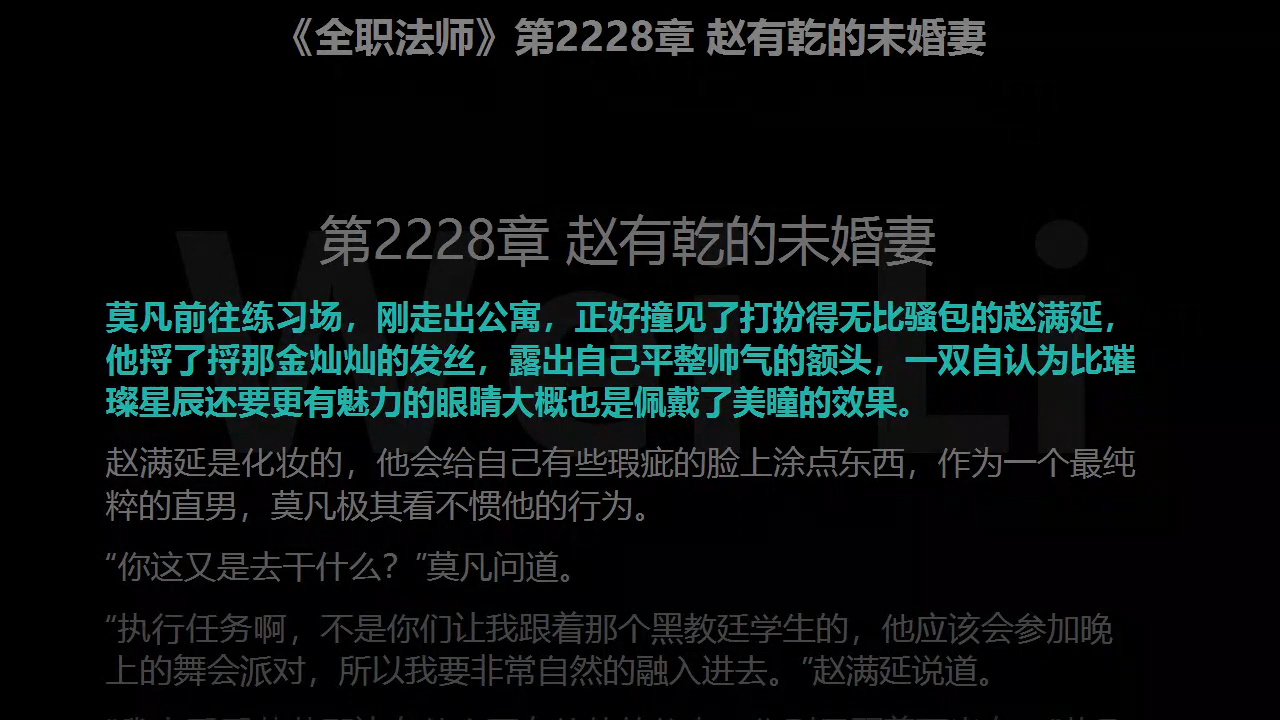 《全职法师》第2228章 赵有乾的未婚妻
第2228章 赵有乾的未婚妻
Wai Li
莫凡前往练习场，刚走出公寓，正好撞见了打扮得无比骚包的赵满延，
他捋了捋那金灿灿的发丝，露出自己平整帅气的额头，一双自认为比璀
璨星辰还要更有魅力的眼睛大概也是佩戴了美瞳的效果。
赵满延是化妆的，他会给自己有些瑕疵的脸上涂点东西，作为一个最纯
粹的直男，莫凡极其看不惯他的行为。
“你这又是去干什么？”莫凡问道。
“执行任务啊，不是你们让我跟着那个黑教廷学生的，他应该会参加晚
上的舞会派对，所以我要非常自然的融入进去。”赵满延说道。